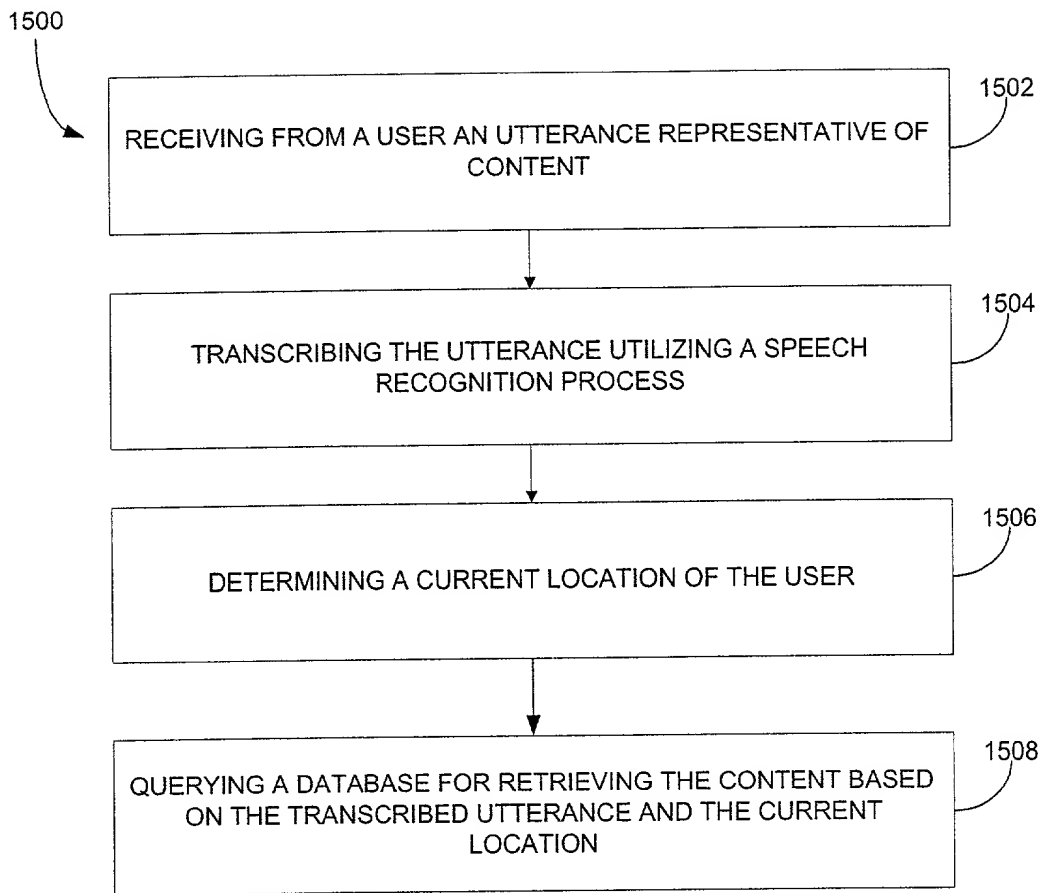 1500
1502
RECEIVING FROM A USER AN UTTERANCE REPRESENTATIVE OF
CONTENT
1504
TRANSCRIBING THE UTTERANCE UTILIZING A SPEECH
RECOGNITION PROCESS
1506
DETERMINING A CURRENT LOCATION OF THE USER
1508
QUERYING A DATABASE FOR RETRIEVING THE CONTENT BASED
ON THE TRANSCRIBED UTTERANCE AND THE CURRENT
LOCATION